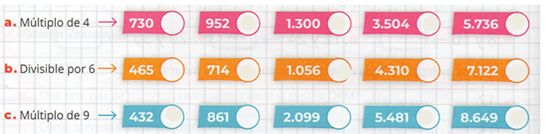 a. Múltiplo de 4 → 730 952 1.300 3.504 5.736
b. Divisible por 6 → 465 714 1.056 4.310 7.122
c. Múltiplo de 9 → 432 861 2.099 5.481 8.649